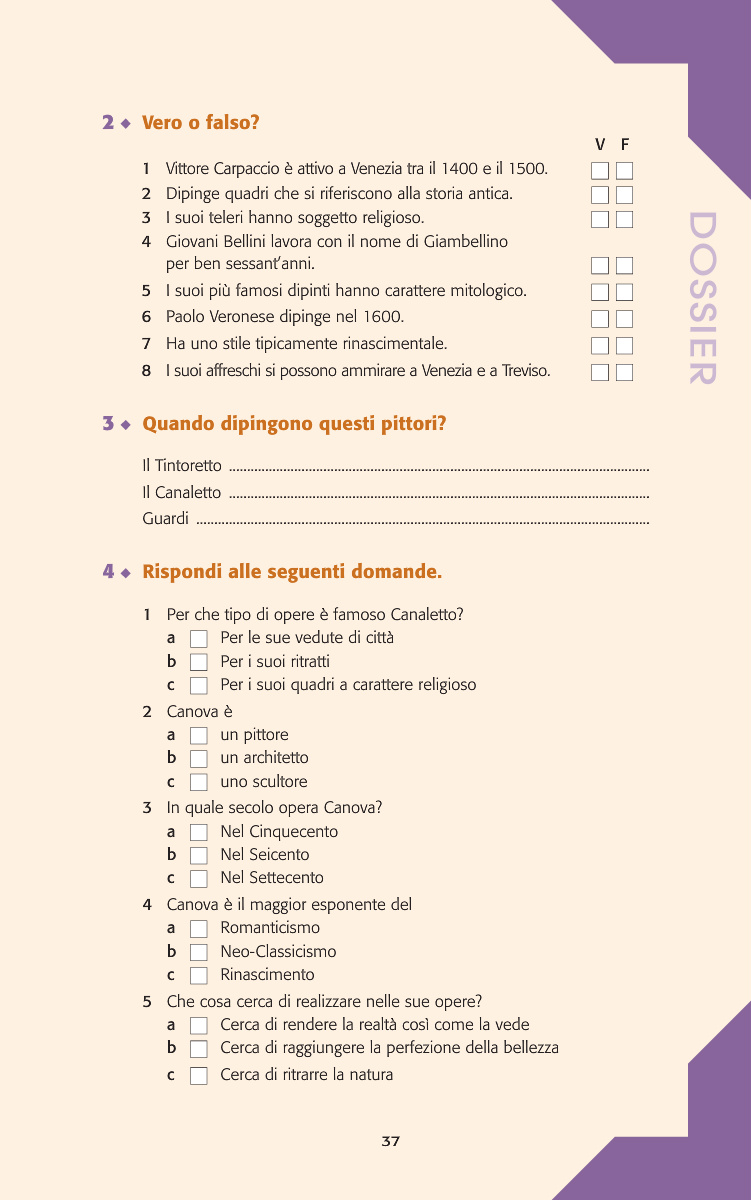 2 ◆ Vero o falso?
V F
1 Vittore Carpaccio è attivo a Venezia tra il 1400 e il 1500.
2 Dipinge quadri che si riferiscono alla storia antica.
3 I suoi teleri hanno soggetto religioso.
4 Giovani Bellini lavora con il nome di Giambellino
per ben sessant'anni.
5 I suoi più famosi dipinti hanno carattere mitologico.
6 Paolo Veronese dipinge nel 1600.
7 Ha uno stile tipicamente rinascimentale.
8 I suoi affreschi si possono ammirare a Venezia e a Treviso.
DOSSIER
3 ◆ Quando dipingono questi pittori?
Il Tintoretto ....................................................................................................................
Il Canaletto ....................................................................................................................
Guardi .............................................................................................................................
4 ◆ Rispondi alle seguenti domande.
1 Per che tipo di opere è famoso Canaletto?
a Per le sue vedute di città
b Per i suoi ritratti
c Per i suoi quadri a carattere religioso
2 Canova è
a un pittore
b un architetto
c uno scultore
3 In quale secolo opera Canova?
a Nel Cinquecento
b Nel Seicento
c Nel Settecento
4 Canova è il maggior esponente del
a Romanticismo
b Neo-Classicismo
c Rinascimento
5 Che cosa cerca di realizzare nelle sue opere?
a Cerca di rendere la realtà così come la vede
b Cerca di raggiungere la perfezione della bellezza
c Cerca di ritrarre la natura
37